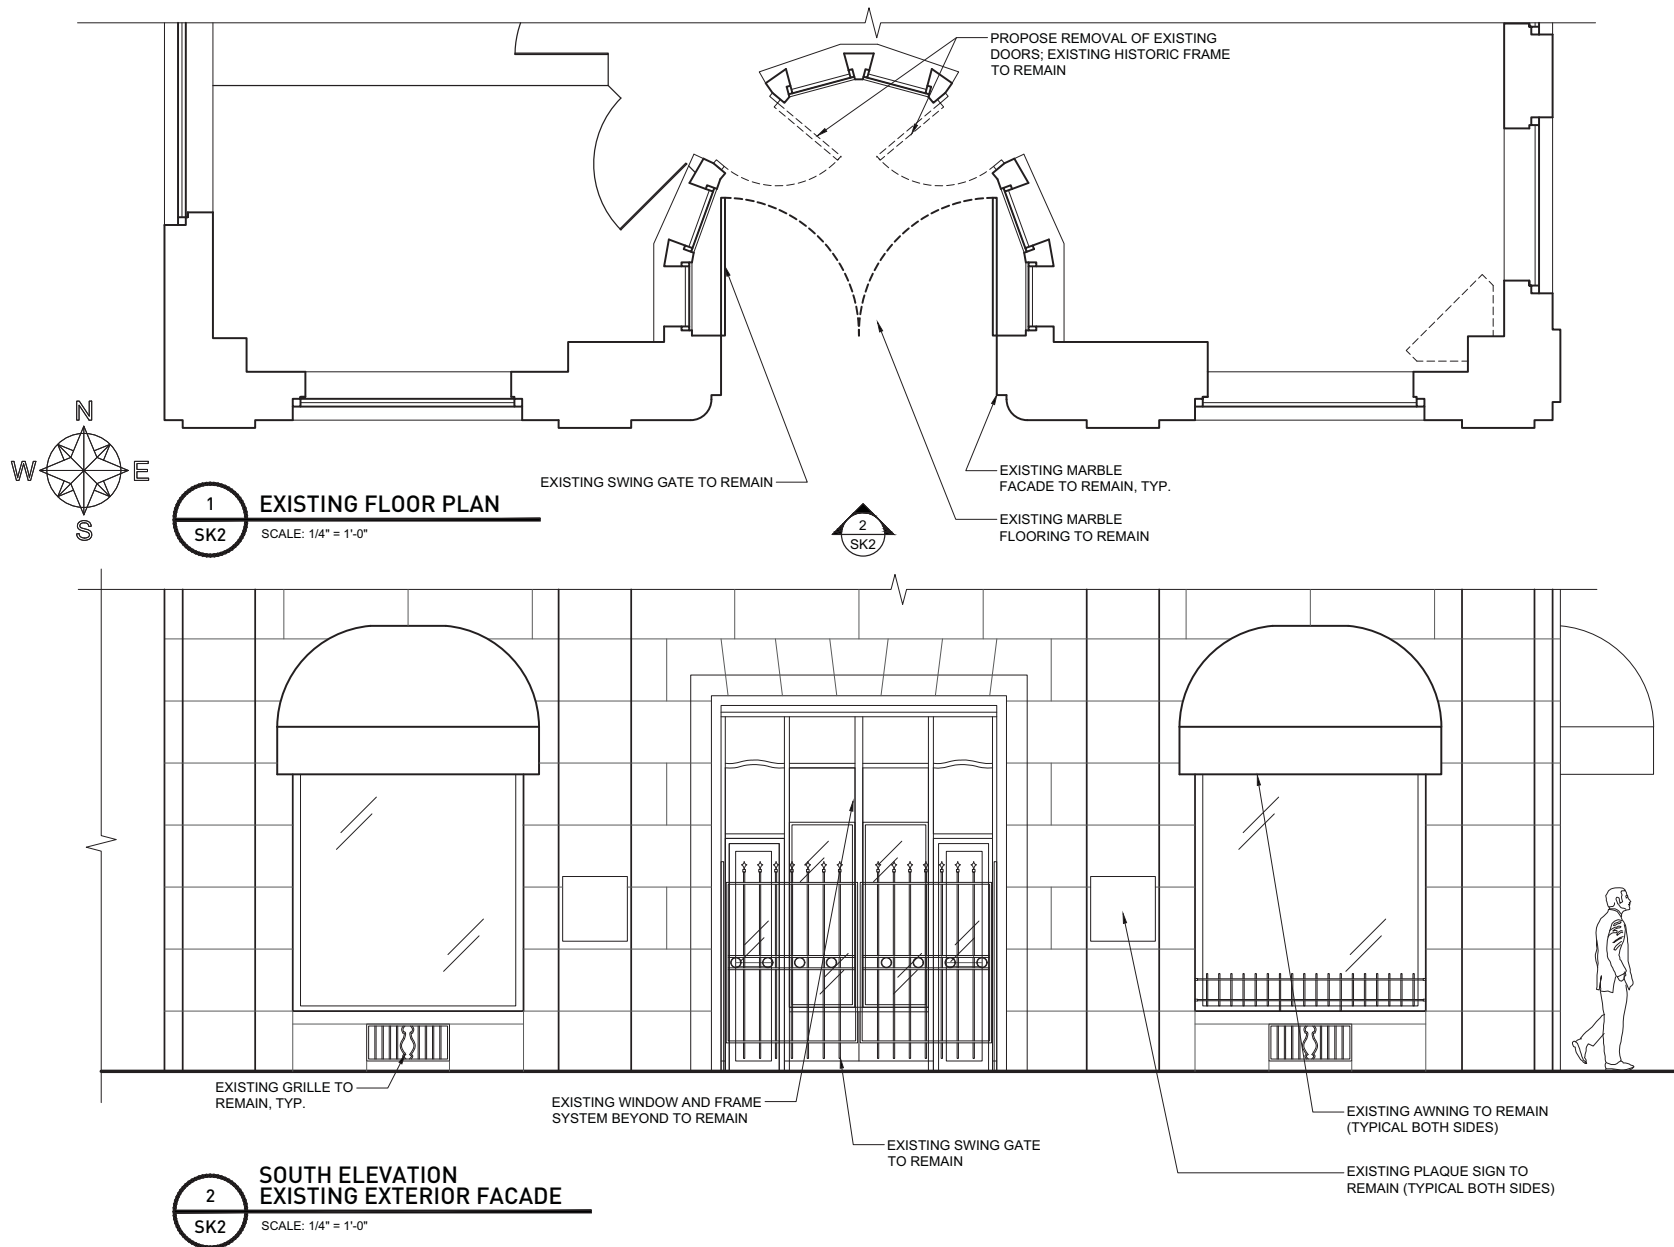 PROPOSE REMOVAL OF EXISTING
DOORS; EXISTING HISTORIC FRAME
TO REMAIN
N
W
E
S
EXISTING SWING GATE TO REMAIN
EXISTING MARBLE
FACADE TO REMAIN, TYP.
EXISTING MARBLE
FLOORING TO REMAIN
1
SK2
EXISTING FLOOR PLAN
SCALE: 1/4" = 1'-0"
2
SK2
EXISTING GRILLE TO
REMAIN, TYP.
EXISTING WINDOW AND FRAME
SYSTEM BEYOND TO REMAIN
EXISTING SWING GATE
TO REMAIN
EXISTING AWNING TO REMAIN
(TYPICAL BOTH SIDES)
EXISTING PLAQUE SIGN TO
REMAIN (TYPICAL BOTH SIDES)
2
SK2
SOUTH ELEVATION
EXISTING EXTERIOR FACADE
SCALE: 1/4" = 1'-0"